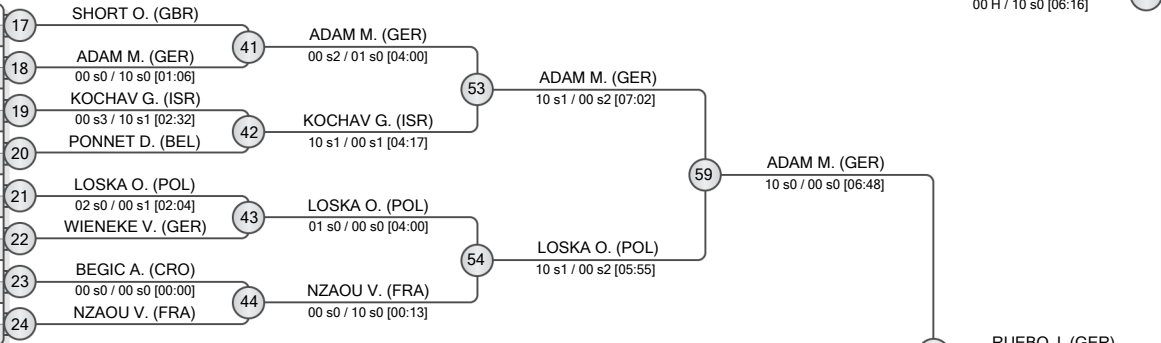 00 H / 10 s0 [06:16]
17
SHORT O. (GBR)
18
ADAM M. (GER)
00 s0 / 10 s0 [01:06]
19
KOCHAV G. (ISR)
00 s3 / 10 s1 [02:32]
20
PONNET D. (BEL)
21
LOSKA O. (POL)
02 s0 / 00 s1 [02:04]
22
WIENEKE V. (GER)
23
BEGIC A. (CRO)
00 s0 / 00 s0 [00:00]
24
NZAOU V. (FRA)
41
ADAM M. (GER)
00 s2 / 01 s0 [04:00]
42
KOCHAV G. (ISR)
10 s1 / 00 s1 [04:17]
43
LOSKA O. (POL)
01 s0 / 00 s0 [04:00]
44
NZAOU V. (FRA)
00 s0 / 10 s0 [00:13]
53
ADAM M. (GER)
10 s1 / 00 s2 [07:02]
54
LOSKA O. (POL)
10 s1 / 00 s2 [05:55]
59
ADAM M. (GER)
10 s0 / 00 s0 [06:48]
(GER)